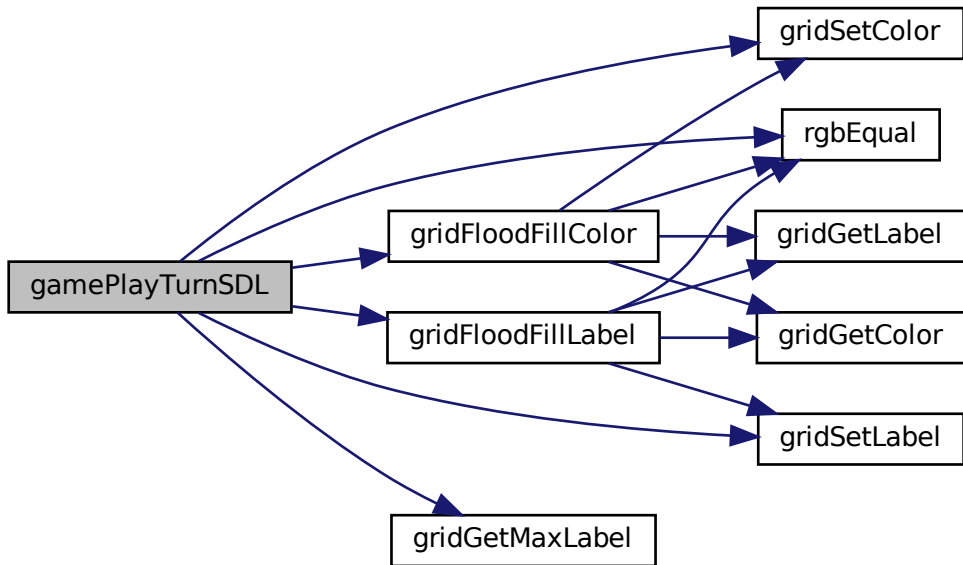 gridSetColor
rgbEqual
gridFloodFillColor
gridGetLabel
gamePlayTurnSDL
gridFloodFillLabel
gridGetColor
gridSetLabel
gridGetMaxLabel